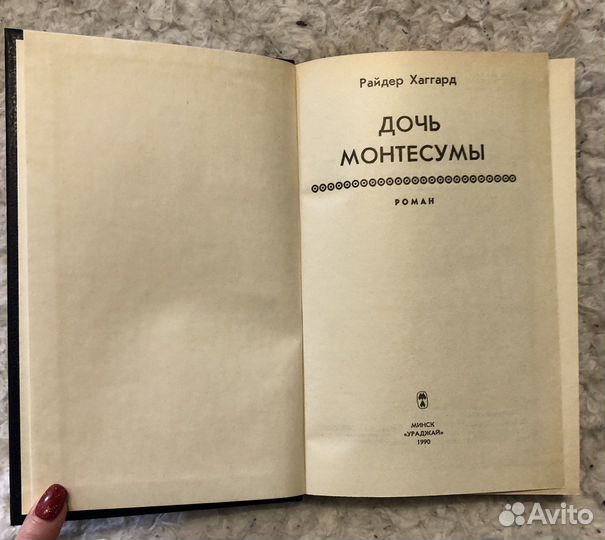 Райдер Хаггард
ДОЧЬ
МОНТЕСУМЫ
РОМАН
МИНСК
«УРАДЖАЙ»
1990
Avito